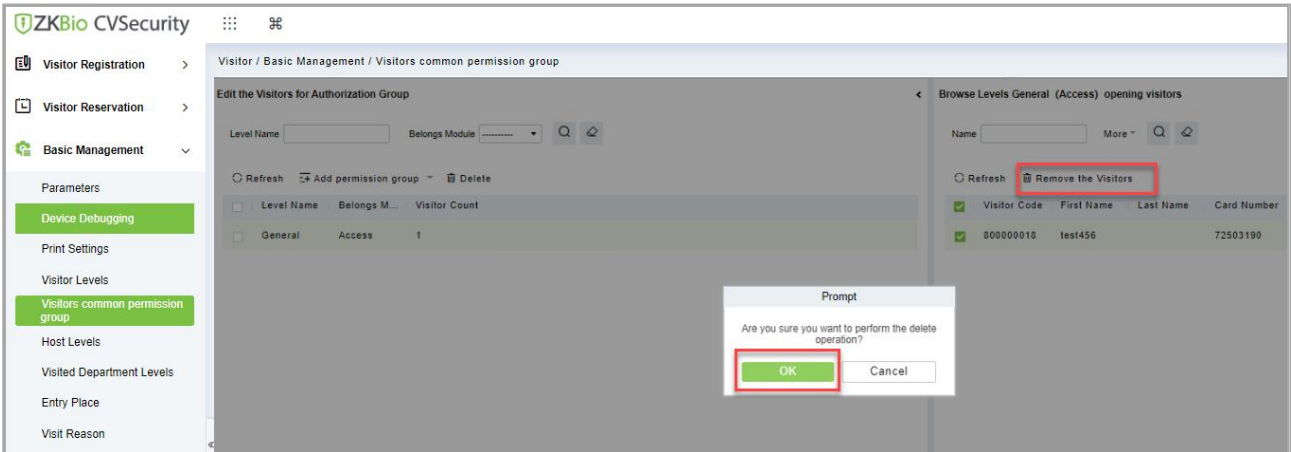 ZKBio CVSecurity
Visitor Registration
Visitor Reservation
Basic Management
Parameters
Device Debugging
Print Settings
Visitor Levels
Visitors common permission
group
Host Levels
Visited Department Levels
Entry Place
Visit Reason
Visitor / Basic Management / Visitors common permission group
Edit the Visitors for Authorization Group
Level Name Belongs Module ----------
Refresh Add permission group Delete
Level Name Belongs M... Visitor Count
General Access 1
Browse Levels General (Access) opening visitors
Name More
Refresh Remove the Visitors
Visitor Code First Name Last Name Card Number
800000018 test456 72503190
Prompt
Are you sure you want to perform the delete
operation?
OK Cancel